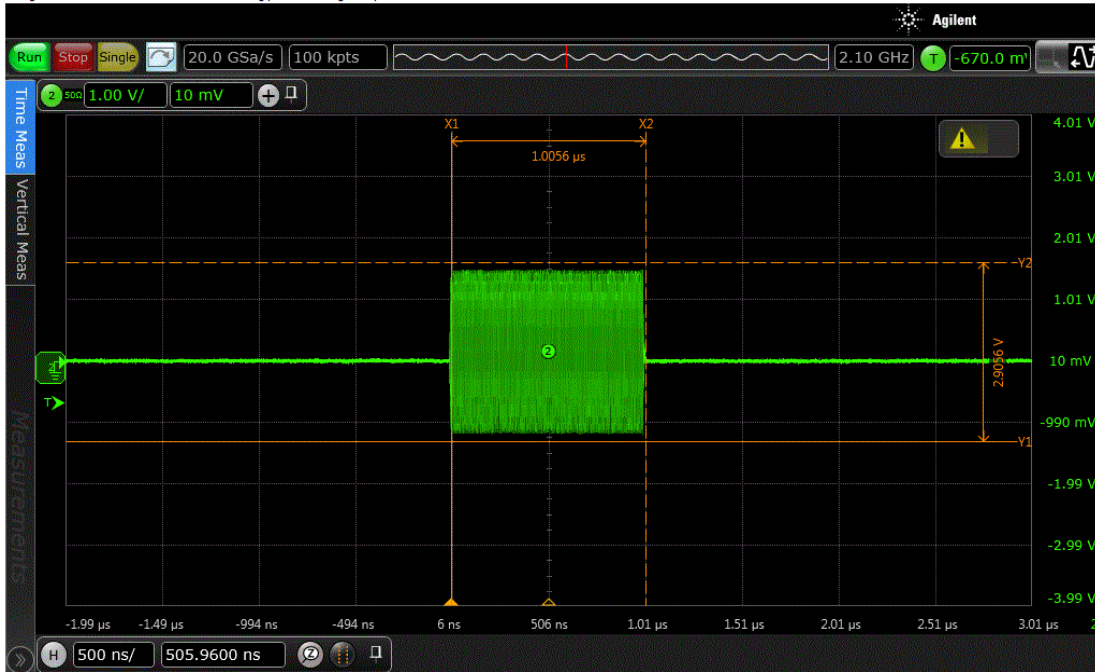 Agilent
Run Stop Single 20.0 GSa/s 100 kpts 2.10 GHz T -670.0 m
2 50Ω 1.00 V/ 10 mV +
Time Meas
Vertical Meas
Measurements
X1 X2
1.0056 µs
4.01 V
3.01 V
2.01 V
Y2
1.01 V
2
2.9056 V
2
10 mV
T
-990 mV
Y1
-1.99 V
-2.99 V
-3.99 V
-1.99 µs -1.49 µs -994 ns -494 ns 6 ns 506 ns 1.01 µs 1.51 µs 2.01 µs 2.51 µs 3.01 µs
H 500 ns/ 505.9600 ns Z